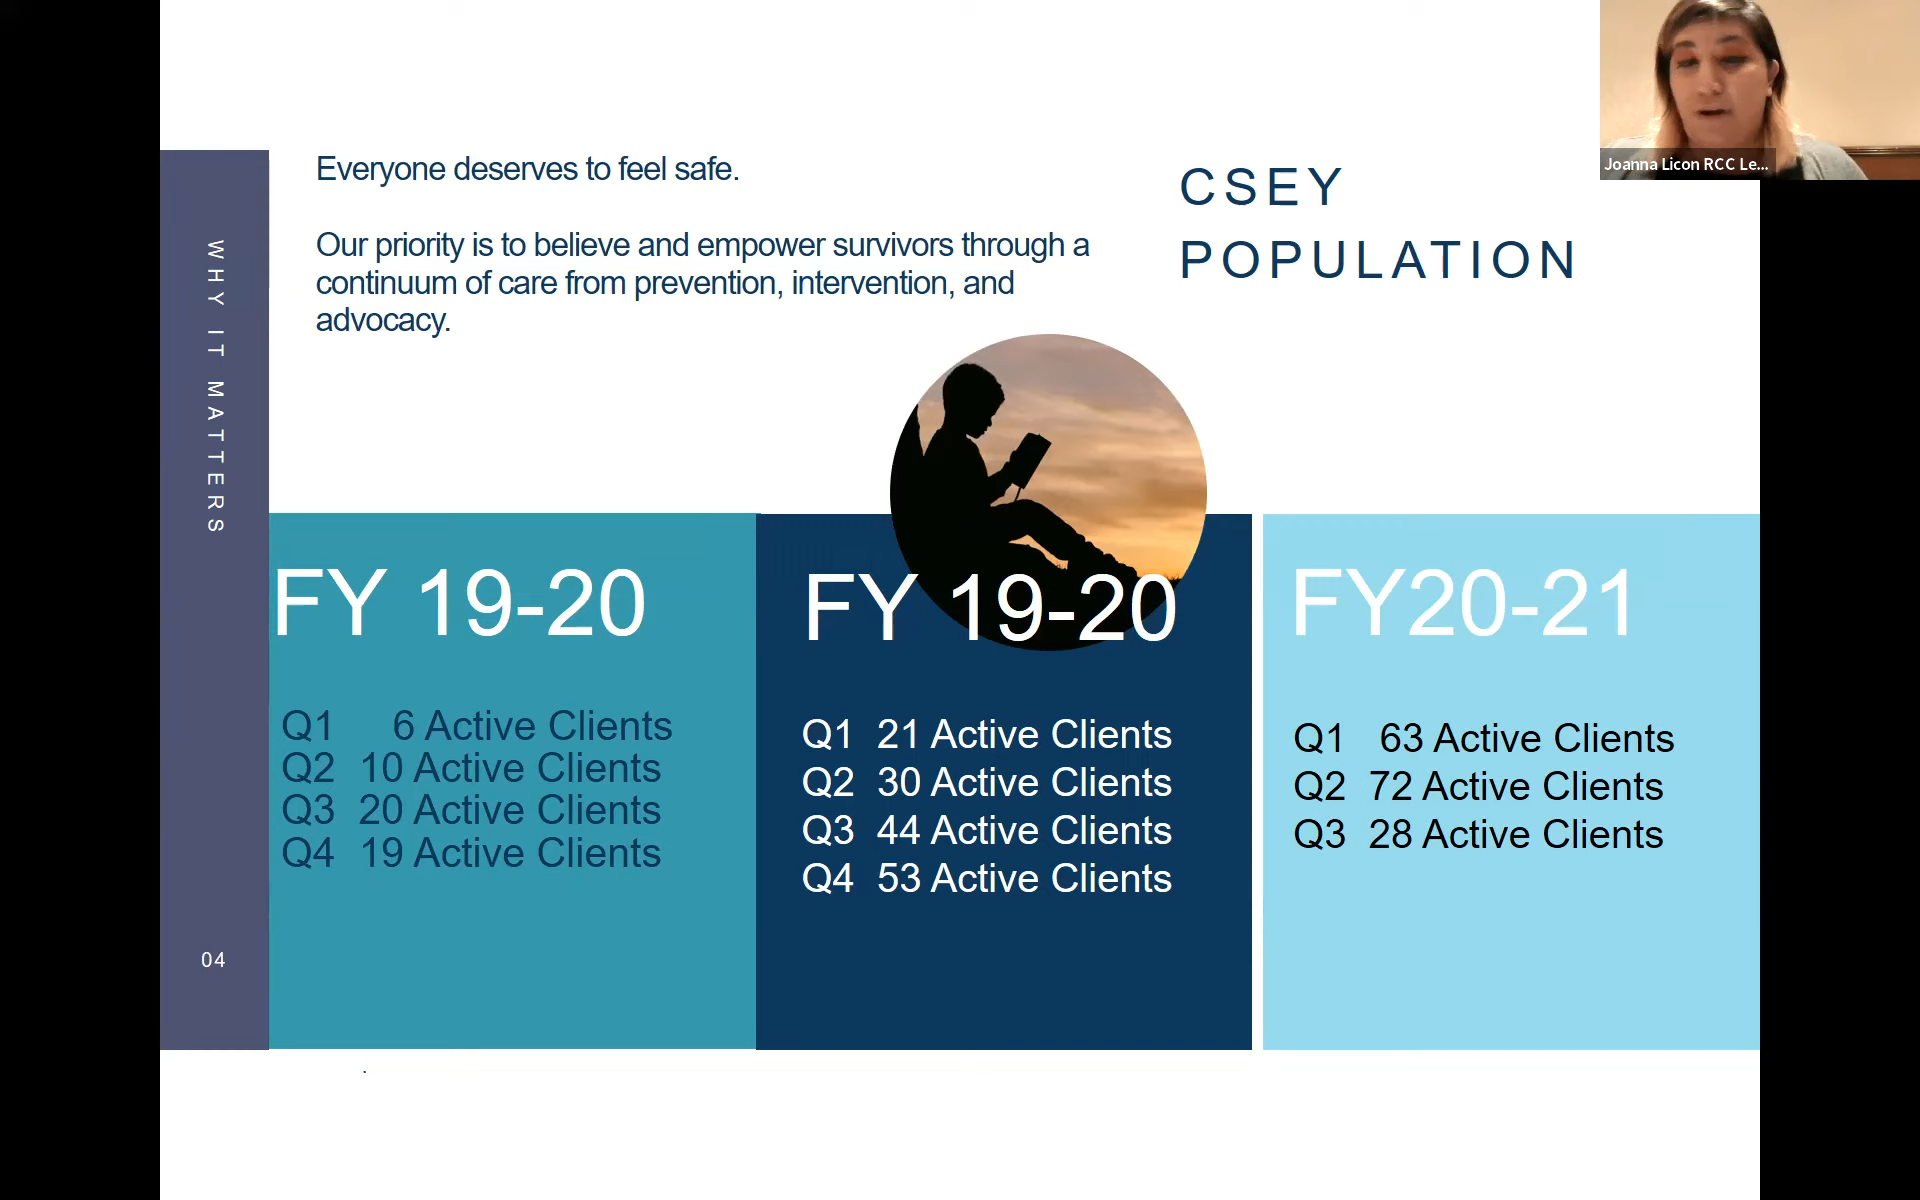 Joanna Licon RCC Le...
Everyone deserves to feel safe.
Our priority is to believe and empower survivors through a
continuum of care from prevention, intervention, and
advocacy.
CSEY
POPULATION
WHY IT MATTERS
04
FY 19-20
Q1 6 Active Clients
Q2 10 Active Clients
Q3 20 Active Clients
Q4 19 Active Clients
FY 19-20
Q1 21 Active Clients
Q2 30 Active Clients
Q3 44 Active Clients
Q4 53 Active Clients
FY20-21
Q1 63 Active Clients
Q2 72 Active Clients
Q3 28 Active Clients
.